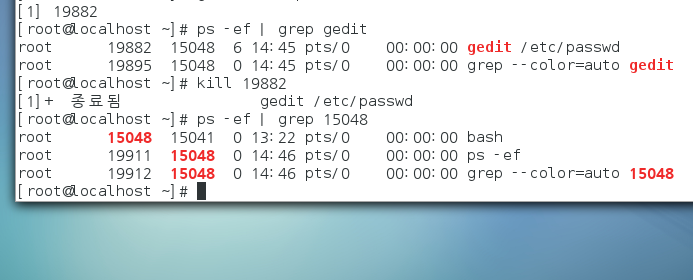 [1] 19882
[root@localhost ~]# ps -ef | grep gedit
root 19882 15048 6 14:45 pts/0 00:00:00 gedit /etc/passwd
root 19895 15048 0 14:45 pts/0 00:00:00 grep --color=auto gedit
[root@localhost ~]# kill 19882
[1]+ 종료됨 gedit /etc/passwd
[root@localhost ~]# ps -ef | grep 15048
root 15048 15041 0 13:22 pts/0 00:00:00 bash
root 19911 15048 0 14:46 pts/0 00:00:00 ps -ef
root 19912 15048 0 14:46 pts/0 00:00:00 grep --color=auto 15048
[root@localhost ~]#